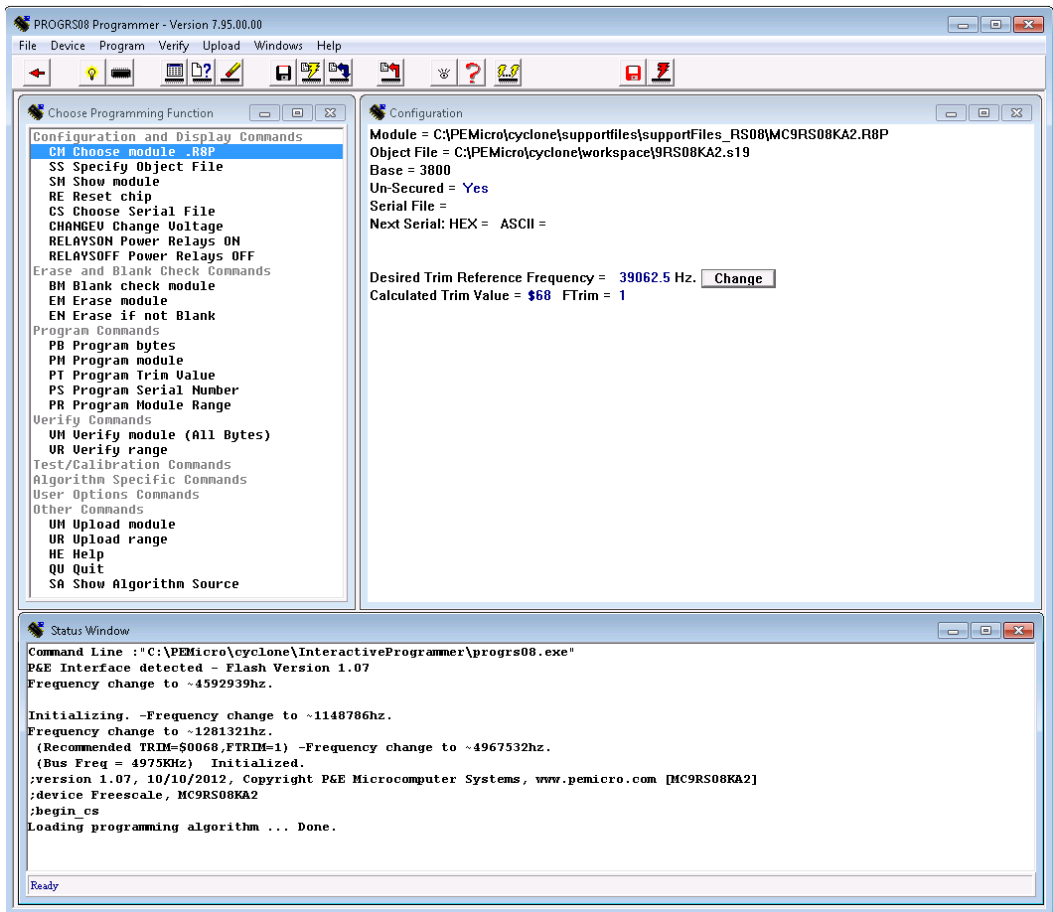 PROGRS08 Programmer - Version 7.95.00.00
File Device Program Verify Upload Windows Help
Choose Programming Function
Configuration and Display Commands
CM Choose module .R8P
SS Specify Object File
SM Show module
RE Reset chip
CS Choose Serial File
CHANGEV Change Voltage
RELAYSON Power Relays ON
RELAYSOFF Power Relays OFF
Erase and Blank Check Commands
BM Blank check module
EM Erase module
EN Erase if not Blank
Program Commands
PB Program bytes
PM Program module
PT Program Trim Value
PS Program Serial Number
PR Program Module Range
Verify Commands
VM Verify module (All Bytes)
VR Verify range
Test/Calibration Commands
Algorithm Specific Commands
User Options Commands
Other Commands
UM Upload module
UR Upload range
HE Help
QU Quit
SA Show Algorithm Source
Configuration
Module = C:\PEMicro\cyclone\supportfiles\supportFiles_RS08\MC9RS08KA2.R8P
Object File = C:\PEMicro\cyclone\workspace\9RS08KA2.s19
Base = 3800
Un-Secured = Yes
Serial File =
Next Serial: HEX = ASCII =
Desired Trim Reference Frequency = 39062.5 Hz. Change
Calculated Trim Value = $68 FTrim = 1
Status Window
Command Line :"C:\PEMicro\cyclone\InteractiveProgrammer\progrs08.exe"
P&E Interface detected - Flash Version 1.07
Frequency change to ~4592939hz.
Initializing. -Frequency change to ~1148786hz.
Frequency change to ~1281321hz.
(Recommended TRIM=$0068,FTRIM=1) -Frequency change to ~4967532hz.
(Bus Freq = 4975KHz) Initialized.
;version 1.07, 10/10/2012, Copyright P&E Microcomputer Systems, www.pemicro.com [MC9RS08KA2]
;device Freescale, MC9RS08KA2
;begin_cs
Loading programming algorithm ... Done.
Ready